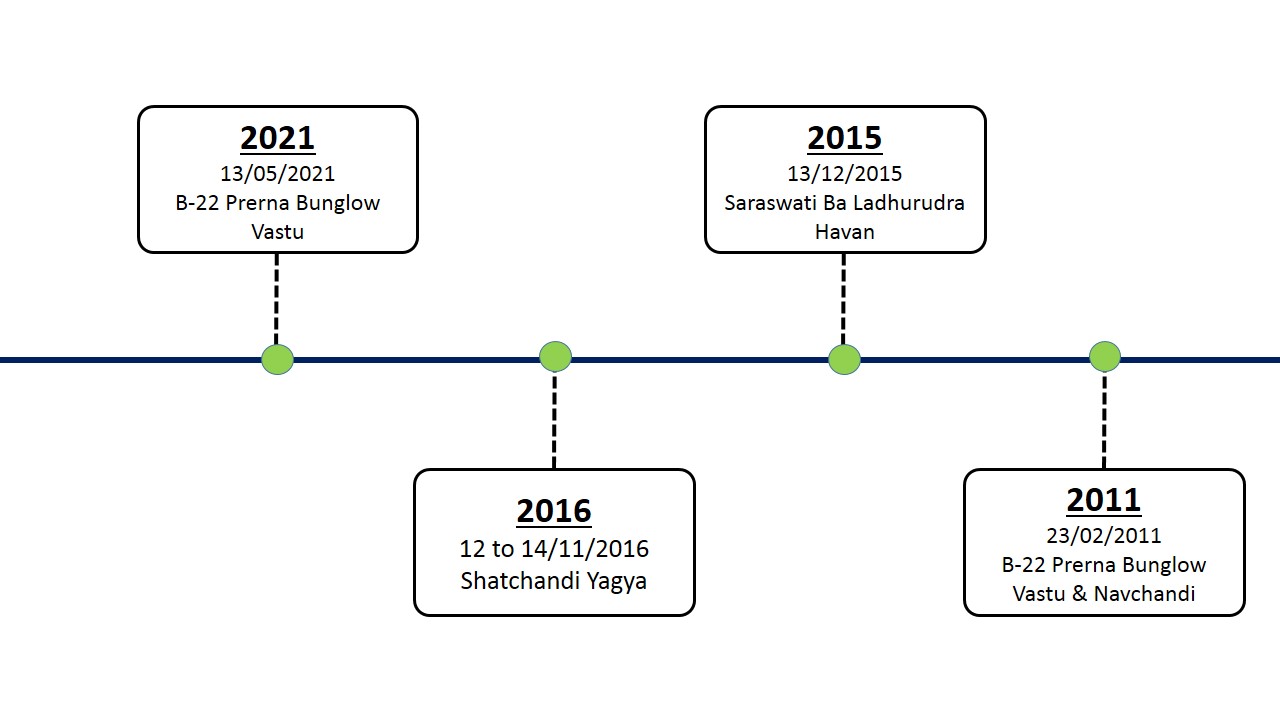 2021
13/05/2021
B-22 Prerna Bunglow
Vastu
2016
12 to 14/11/2016
Shatchandi Yagya
2015
13/12/2015
Saraswati Ba Ladhurudra
Havan
2011
23/02/2011
B-22 Prerna Bunglow
Vastu & Navchandi